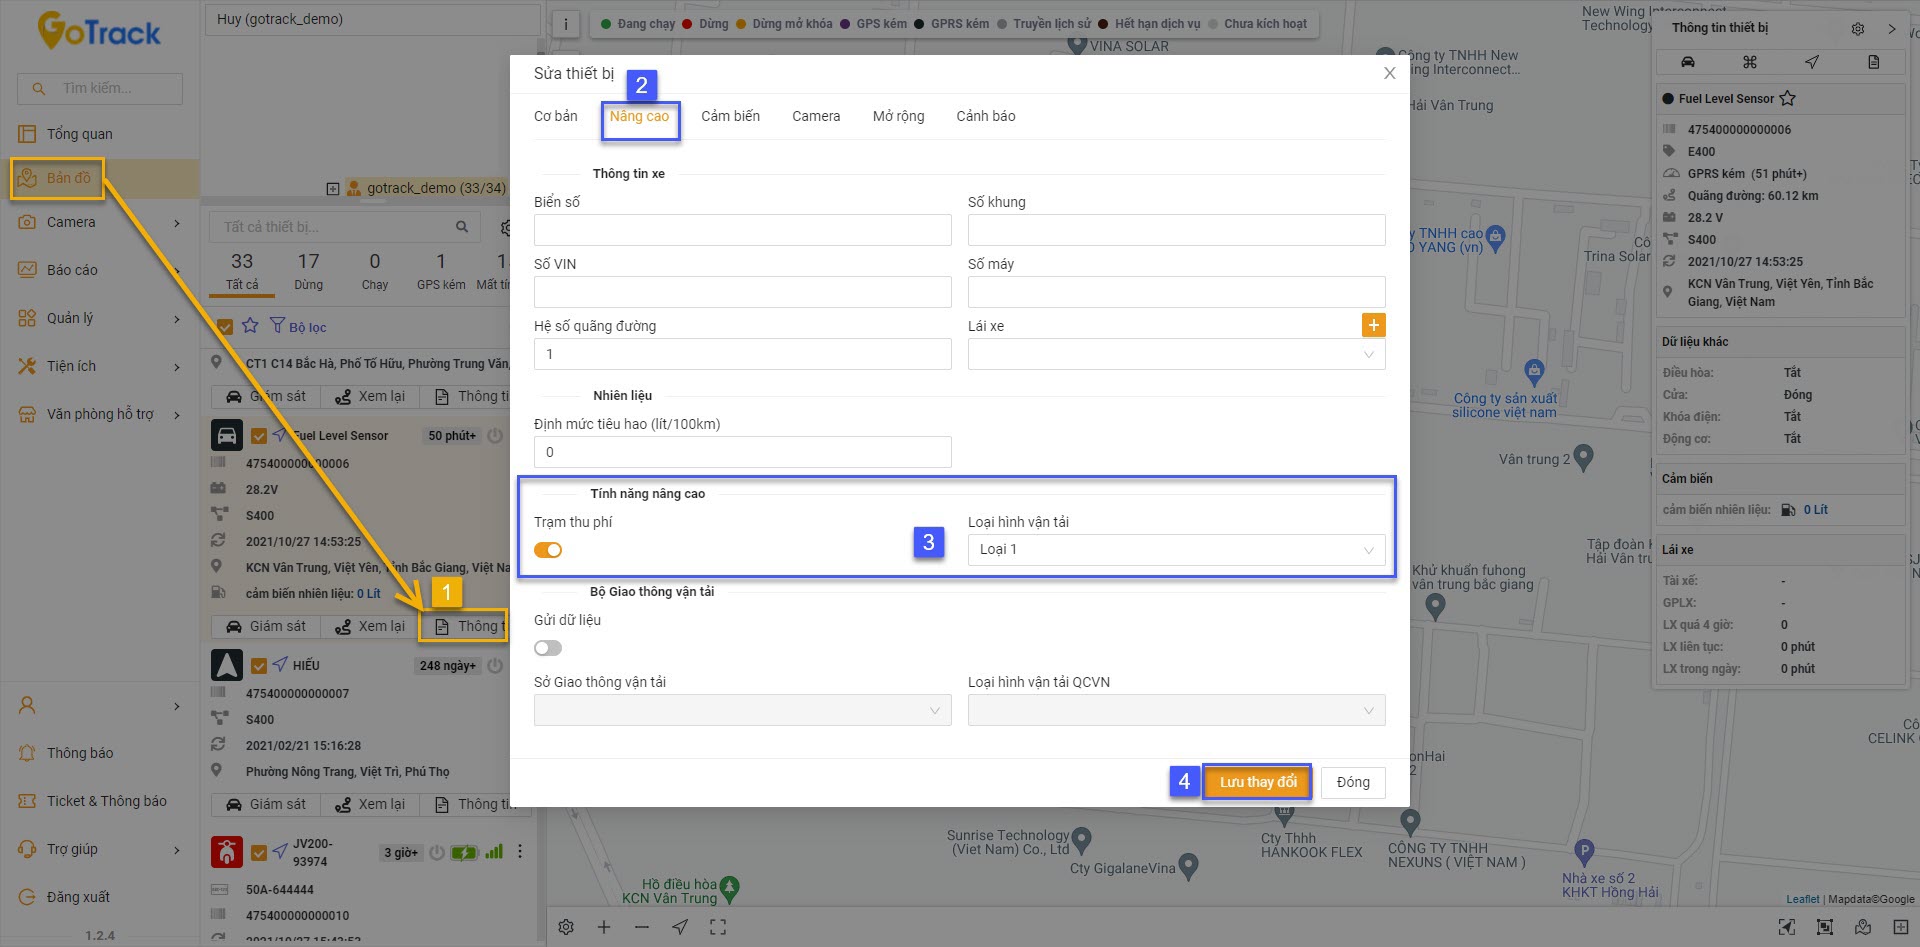 GoTrack
Tìm kiếm...
Tổng quan
Bản đồ
Camera
Báo cáo
Quản lý
Tiện ích
Văn phòng hỗ trợ
Thông báo
Ticket & Thông báo
Trợ giúp
Đăng xuất
1.2.4
Huy (gotrack_demo)
gotrack_demo (33/34)
Tất cả thiết bị...
33
17
0
1
1
Tất cả
Dừng
Chạy
GPS kém
Mất tín
Bộ lọc
CT1 C14 Bắc Hà, Phố Tố Hữu, Phường Trung Văn,
Giám sát
Xem lại
Thông ti
Fuel Level Sensor
50 phút+
475400000000006
28.2V
S400
2021/10/27 14:53:25
KCN Vân Trung, Việt Yên, Tỉnh Bắc Giang, Việt Na
cảm biến nhiên liệu: 0 Lít
1
Giám sát
Xem lại
Thông t
HIẾU
248 ngày+
475400000000007
S400
2021/02/21 15:16:28
Phường Nông Trang, Việt Trì, Phú Thọ
Giám sát
Xem lại
Thông ti
JV200-
93974
3 giờ+
50A-644444
475400000000010
2021/10/27 15:43:53
i
Đang chạy
Dừng
Dừng mở khóa
GPS kém
GPRS kém
Truyền lịch sử
Hết hạn dịch vụ
Chưa kích hoạt
VINA SOLAR
Công ty TNHH New
Wing Interconnect...
New Wing Interconnect
Technology
Hải Vân Trung
Sửa thiết bị
2
Cơ bản
Nâng cao
Cảm biến
Camera
Mở rộng
Cảnh báo
Thông tin xe
Biển số
Số khung
Số VIN
Số máy
Hệ số quãng đường
1
Lái xe
Nhiên liệu
Định mức tiêu hao (lít/100km)
0
Tính năng nâng cao
Trạm thu phí
3
Loại hình vận tải
Loại 1
Bộ Giao thông vận tải
Gửi dữ liệu
Sở Giao thông vận tải
Loại hình vận tải QCVN
4
Lưu thay đổi
Đóng
y TNHH cao
O YANG (vn)
Trina Solar
Công ty sản xuất
silicone việt nam
Vân trung 2
Tập đoàn
Hải Vân Trun
Khử khuẩn fuhong
vân trung bắc giang
onHai
2
CELINK
Sunrise Technology
(Viet Nam) Co., Ltd
Cty GigalaneVina
Cty Thhh
HANKOOK FLEX
CÔNG TY TNHH
NEXUNS ( VIỆT NAM )
Nhà xe số 2
KHKT Hồng Hải
Hồ điều hòa
KCN Vân Trung
Leaflet | Mapdata©Google
Thông tin thiết bị
Fuel Level Sensor
475400000000006
E400
GPRS kém (51 phút+)
Quãng đường: 60.12 km
28.2 V
S400
2021/10/27 14:53:25
KCN Vân Trung, Việt Yên, Tỉnh Bắc
Giang, Việt Nam
Dữ liệu khác
Điều hòa:
Tắt
Cửa:
Đóng
Khóa điện:
Tắt
Động cơ:
Tắt
Cảm biến
cảm biến nhiên liệu:
0 Lít
Lái xe
Tài xế:
-
GPLX:
-
LX quá 4 giờ:
0
LX liên tục:
0 phút
LX trong ngày:
0 phút